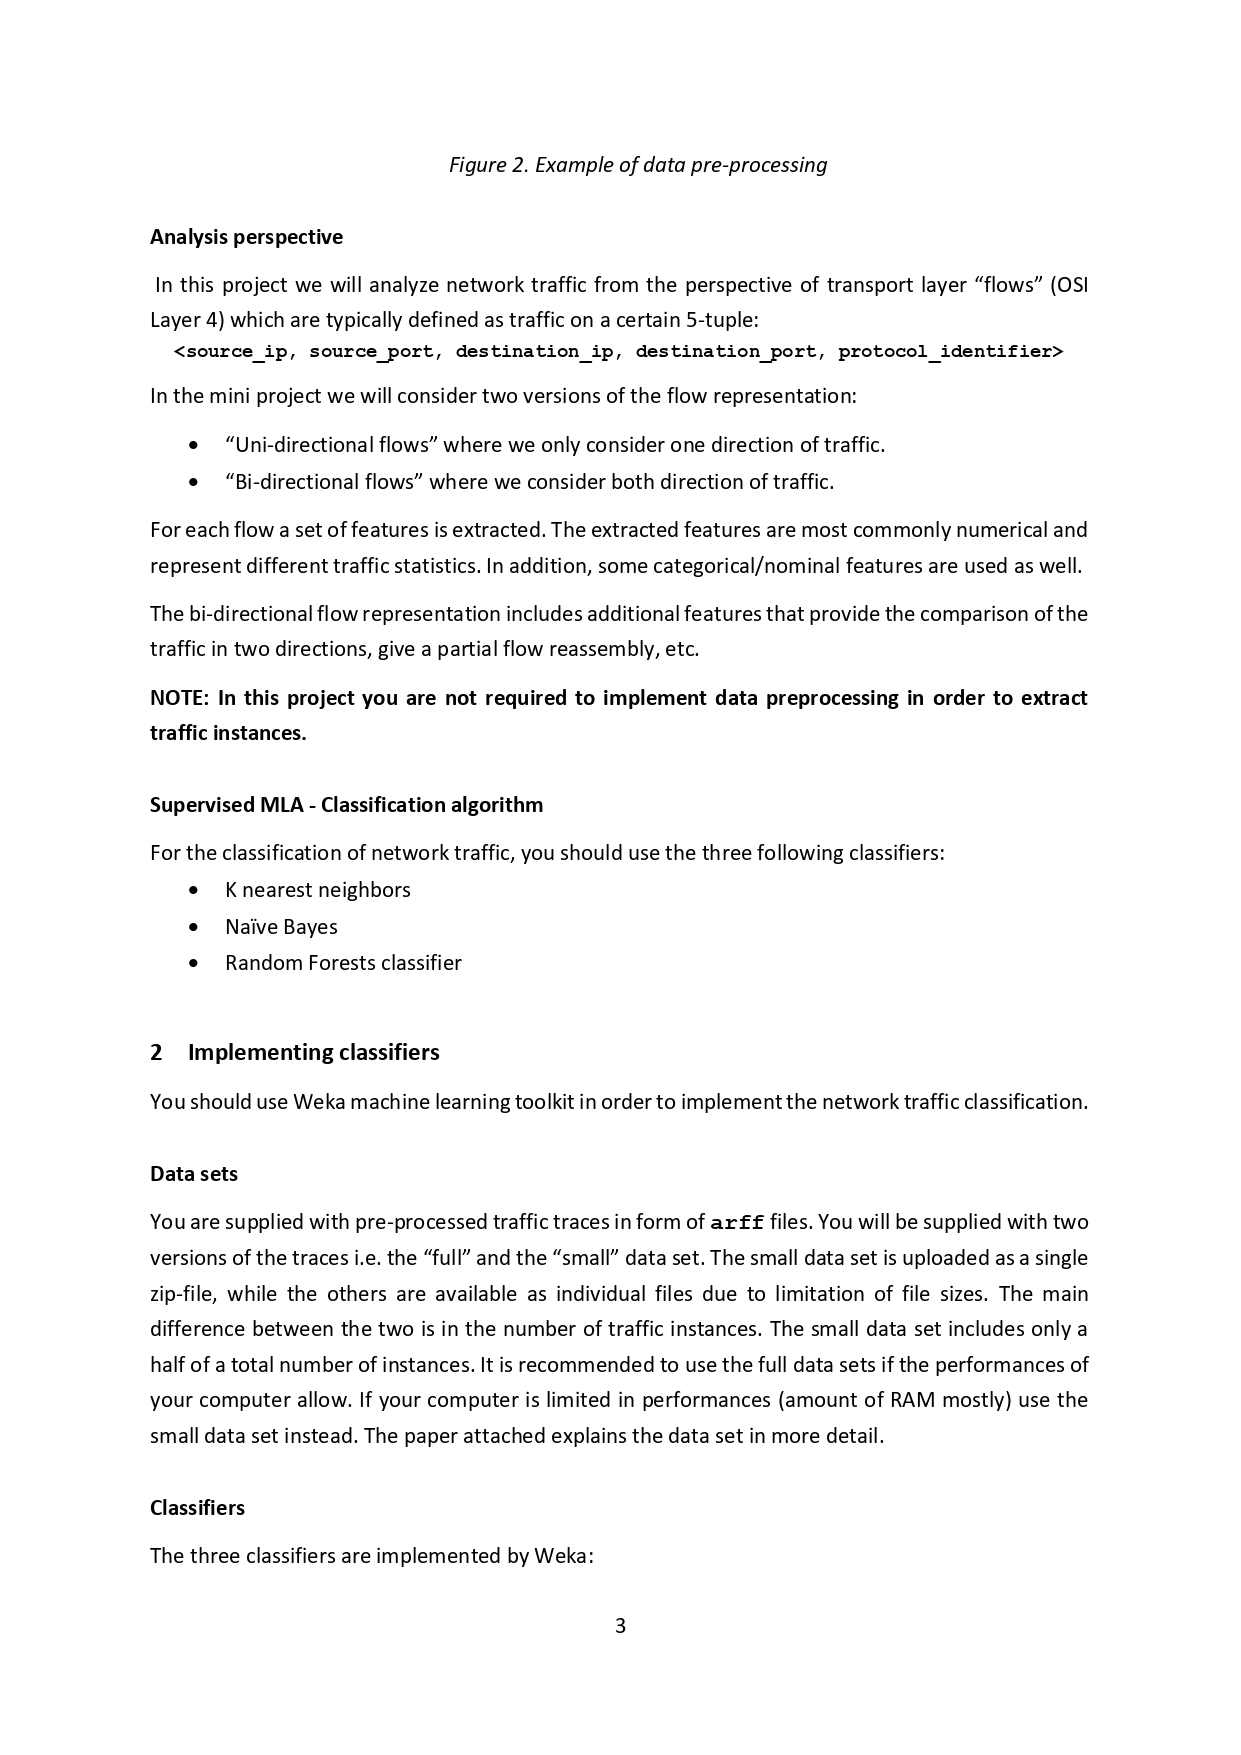 Figure 2. Example of data pre-processing
Analysis perspective
In this project we will analyze network traffic from the perspective of transport layer “flows” (OSI
Layer 4) which are typically defined as traffic on a certain 5-tuple:
<source_ip, source_port, destination_ip, destination_port, protocol_identifier>
In the mini project we will consider two versions of the flow representation:
• “Uni-directional flows” where we only consider one direction of traffic.
• “Bi-directional flows” where we consider both direction of traffic.
For each flow a set of features is extracted. The extracted features are most commonly numerical and
represent different traffic statistics. In addition, some categorical/nominal features are used as well.
The bi-directional flow representation includes additional features that provide the comparison of the
traffic in two directions, give a partial flow reassembly, etc.
NOTE: In this project you are not required to implement data preprocessing in order to extract
traffic instances.
Supervised MLA - Classification algorithm
For the classification of network traffic, you should use the three following classifiers:
• K nearest neighbors
• Naïve Bayes
• Random Forests classifier
2 Implementing classifiers
You should use Weka machine learning toolkit in order to implement the network traffic classification.
Data sets
You are supplied with pre-processed traffic traces in form of arff files. You will be supplied with two
versions of the traces i.e. the “full” and the “small” data set. The small data set is uploaded as a single
zip-file, while the others are available as individual files due to limitation of file sizes. The main
difference between the two is in the number of traffic instances. The small data set includes only a
half of a total number of instances. It is recommended to use the full data sets if the performances of
your computer allow. If your computer is limited in performances (amount of RAM mostly) use the
small data set instead. The paper attached explains the data set in more detail.
Classifiers
The three classifiers are implemented by Weka:
3